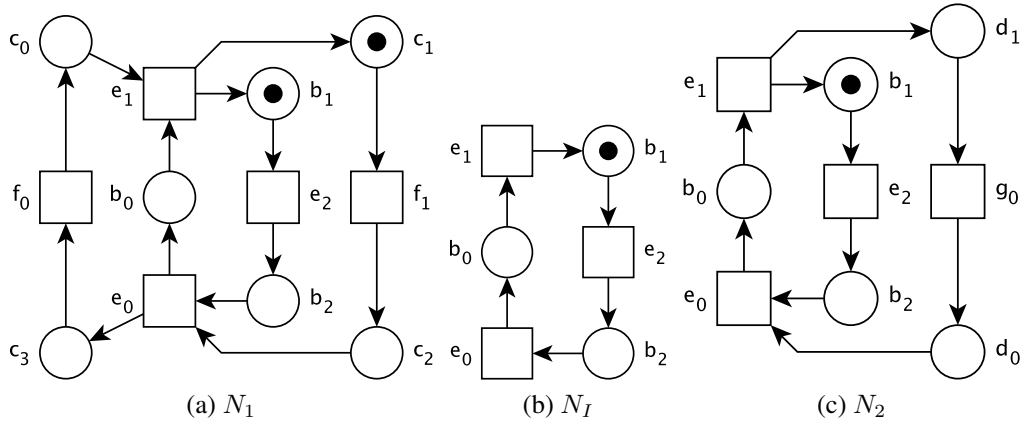 c₀
e₁
c₁
b₁
f₀
b₀
e₂
f₁
e₀
b₂
c₃
c₂
(a) N₁
e₁
b₁
b₀
e₂
e₀
b₂
(b) N_I
d₁
e₁
b₁
b₀
e₂
g₀
e₀
b₂
d₀
(c) N₂